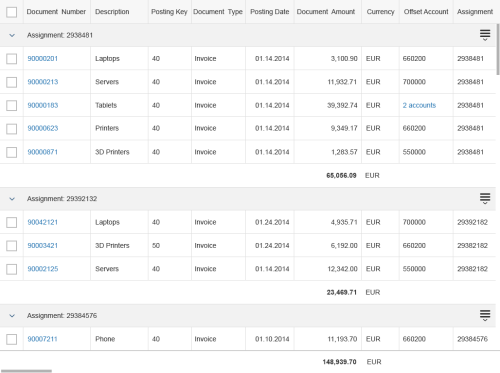 Document Number Description Posting Key Document Type Posting Date Document Amount Currency Offset Account Assignment
Assignment: 2938481
90000201 Laptops 40 Invoice 01.14.2014 3,100.90 EUR 660200 2938481
90000213 Servers 40 Invoice 01.14.2014 11,932.71 EUR 700000 2938481
90000183 Tablets 40 Invoice 01.14.2014 39,392.74 EUR 2 accounts 2938481
90000623 Printers 40 Invoice 01.14.2014 9,349.17 EUR 660200 2938481
90000871 3D Printers 40 Invoice 01.14.2014 1,283.57 EUR 550000 2938481
65,056.09 EUR
Assignment: 29392132
90042121 Laptops 40 Invoice 01.24.2014 4,935.71 EUR 700000 29392182
90003421 3D Printers 50 Invoice 01.24.2014 6,192.00 EUR 660200 29382182
90002125 Servers 40 Invoice 01.14.2014 12,342.00 EUR 550000 29382182
23,469.71 EUR
Assignment: 29384576
90007211 Phone 40 Invoice 01.10.2014 11,193.70 EUR 660200 29384576
148,939.70 EUR